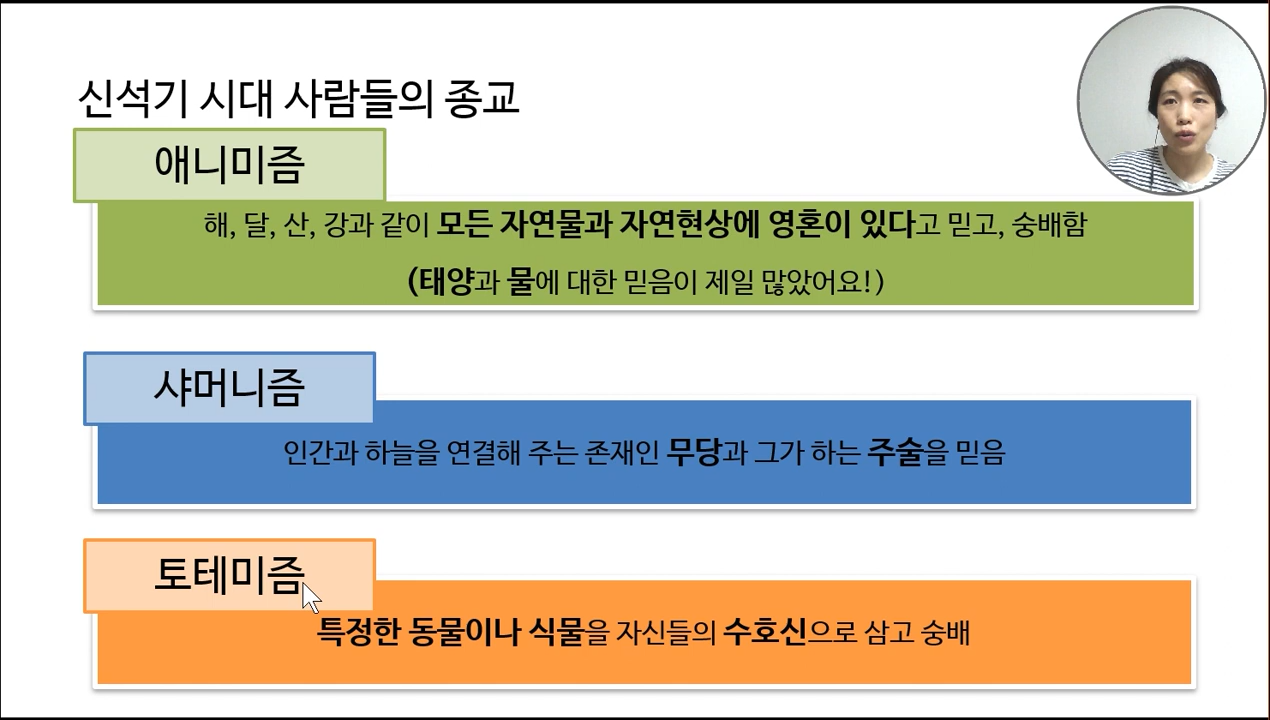 신석기 시대 사람들의 종교
애니미즘
해, 달, 산, 강과 같이 모든 자연물과 자연현상에 영혼이 있다고 믿고, 숭배함
(태양과 물에 대한 믿음이 제일 많았어요!)
샤머니즘
인간과 하늘을 연결해 주는 존재인 무당과 그가 하는 주술을 믿음
토테미즘
특정한 동물이나 식물을 자신들의 수호신으로 삼고 숭배